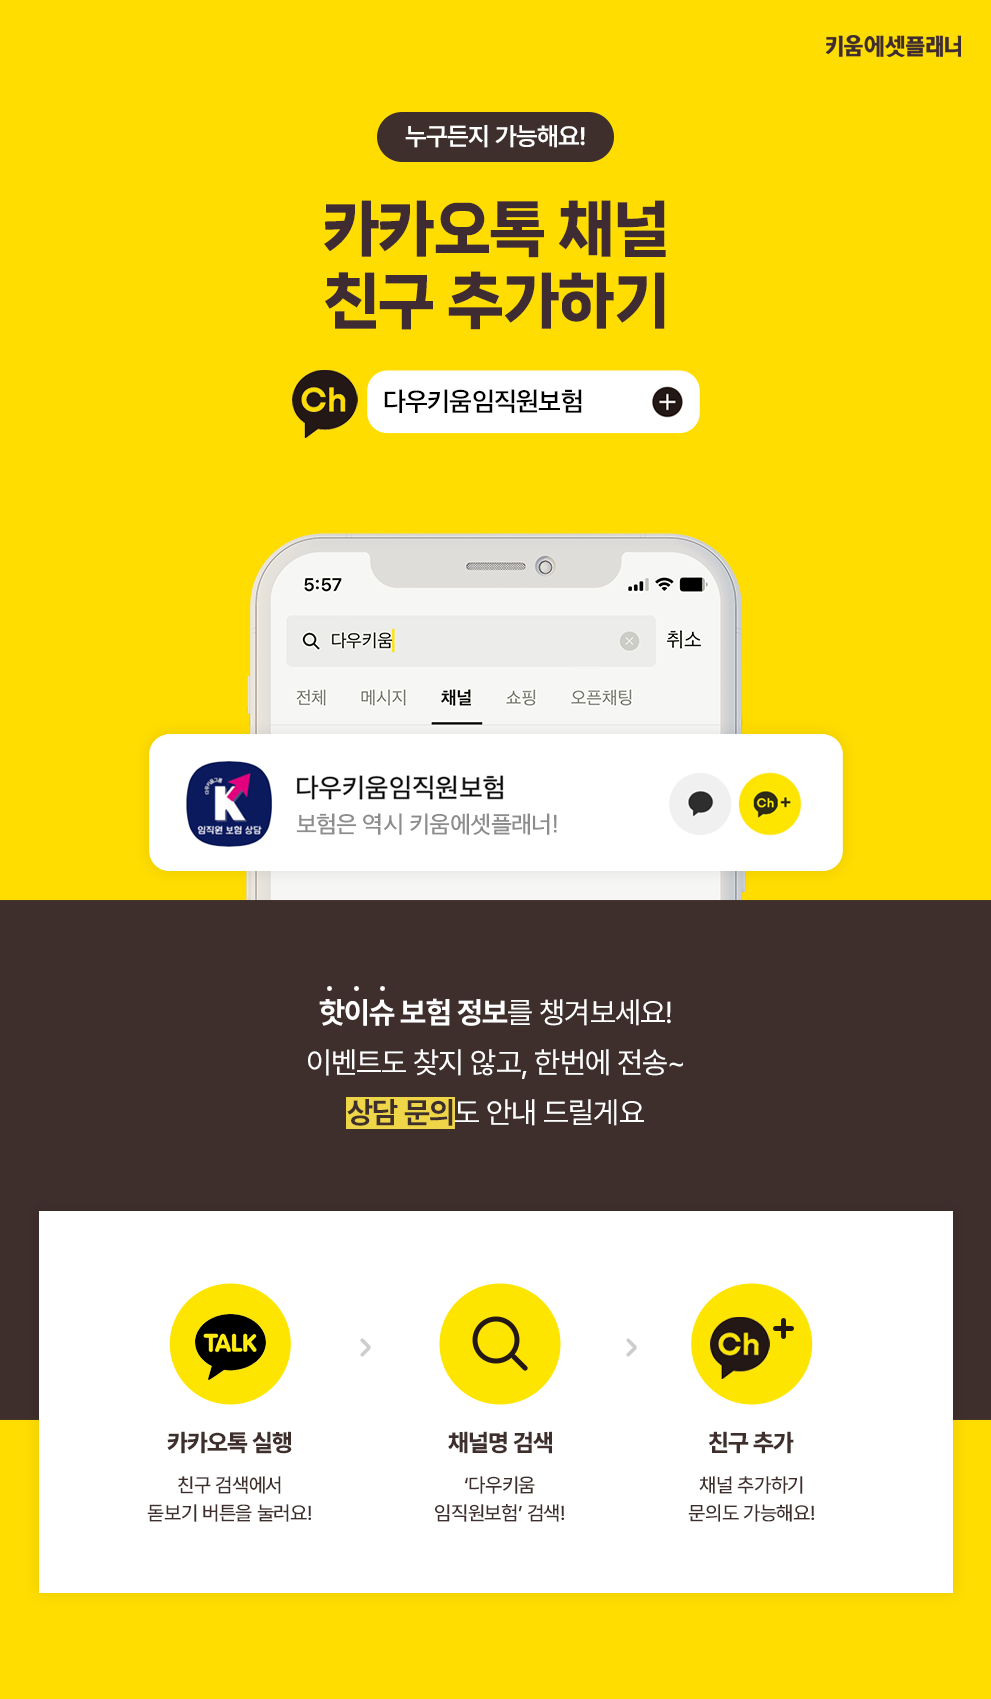 키움에셋플래너
누구든지 가능해요!
카카오톡 채널
친구 추가하기
Ch 다우키움임직원보험
5:57
다우키움 취소
전체 메시지 채널 쇼핑 오픈채팅
다우키움그룹
K
임직원 보험 상담
다우키움임직원보험
보험은 역시 키움에셋플래너!
Ch+
핫이슈 보험 정보를 챙겨보세요!
이벤트도 찾지 않고, 한번에 전송~
상담 문의도 안내 드릴게요
TALK
카카오톡 실행
친구 검색에서
돋보기 버튼을 눌러요!
채널명 검색
‘다우키움
임직원보험’ 검색!
Ch+
친구 추가
채널 추가하기
문의도 가능해요!